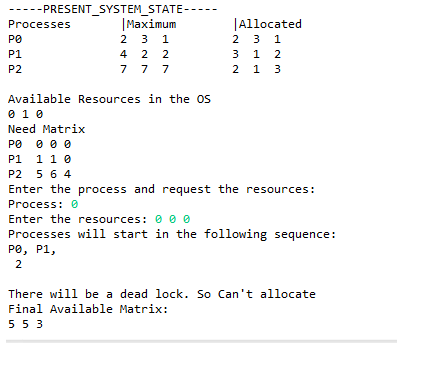 -----PRESENT_SYSTEM_STATE-----
Processes |Maximum |Allocated
P0 2 3 1 2 3 1
P1 4 2 2 3 1 2
P2 7 7 7 2 1 3
Available Resources in the OS
0 1 0
Need Matrix
P0 0 0 0
P1 1 1 0
P2 5 6 4
Enter the process and request the resources:
Process: 0
Enter the resources: 0 0 0
Processes will start in the following sequence:
P0, P1,
2
There will be a dead lock. So Can't allocate
Final Available Matrix:
5 5 3